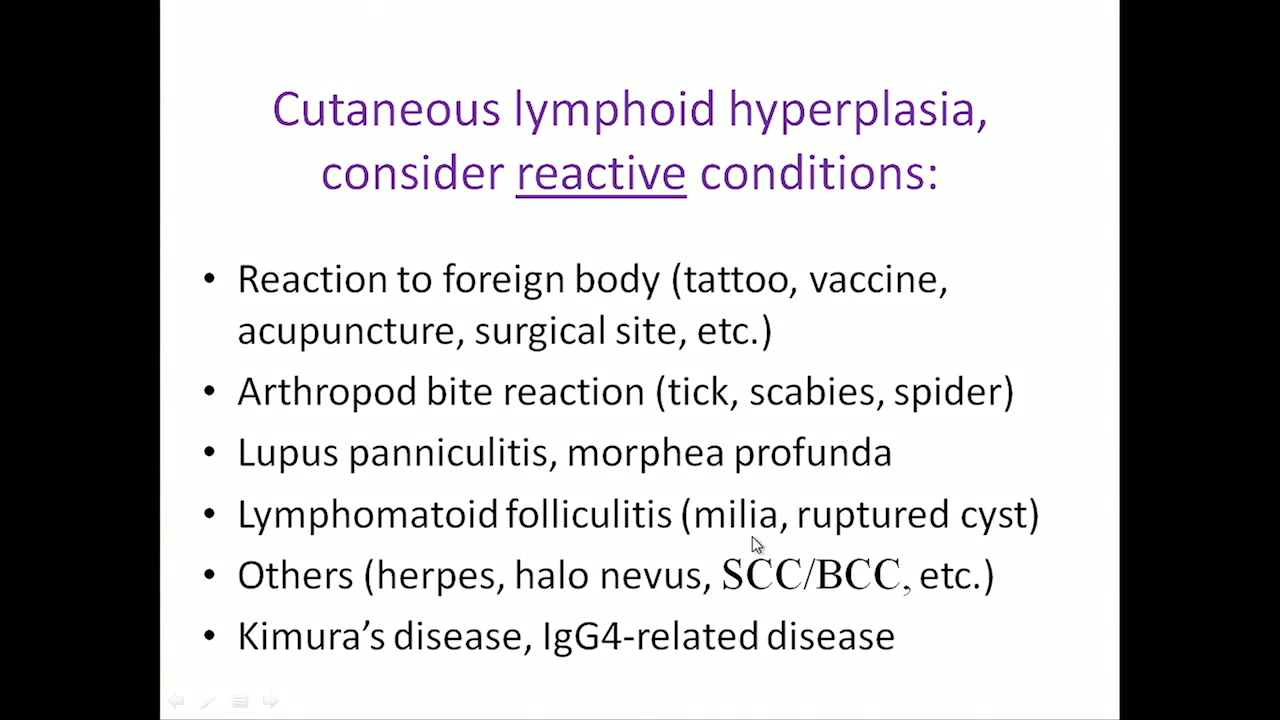 Cutaneous lymphoid hyperplasia,
consider reactive conditions:
• Reaction to foreign body (tattoo, vaccine,
acupuncture, surgical site, etc.)
• Arthropod bite reaction (tick, scabies, spider)
• Lupus panniculitis, morphea profunda
• Lymphomatoid folliculitis (milia, ruptured cyst)
• Others (herpes, halo nevus, SCC/BCC, etc.)
• Kimura’s disease, IgG4-related disease